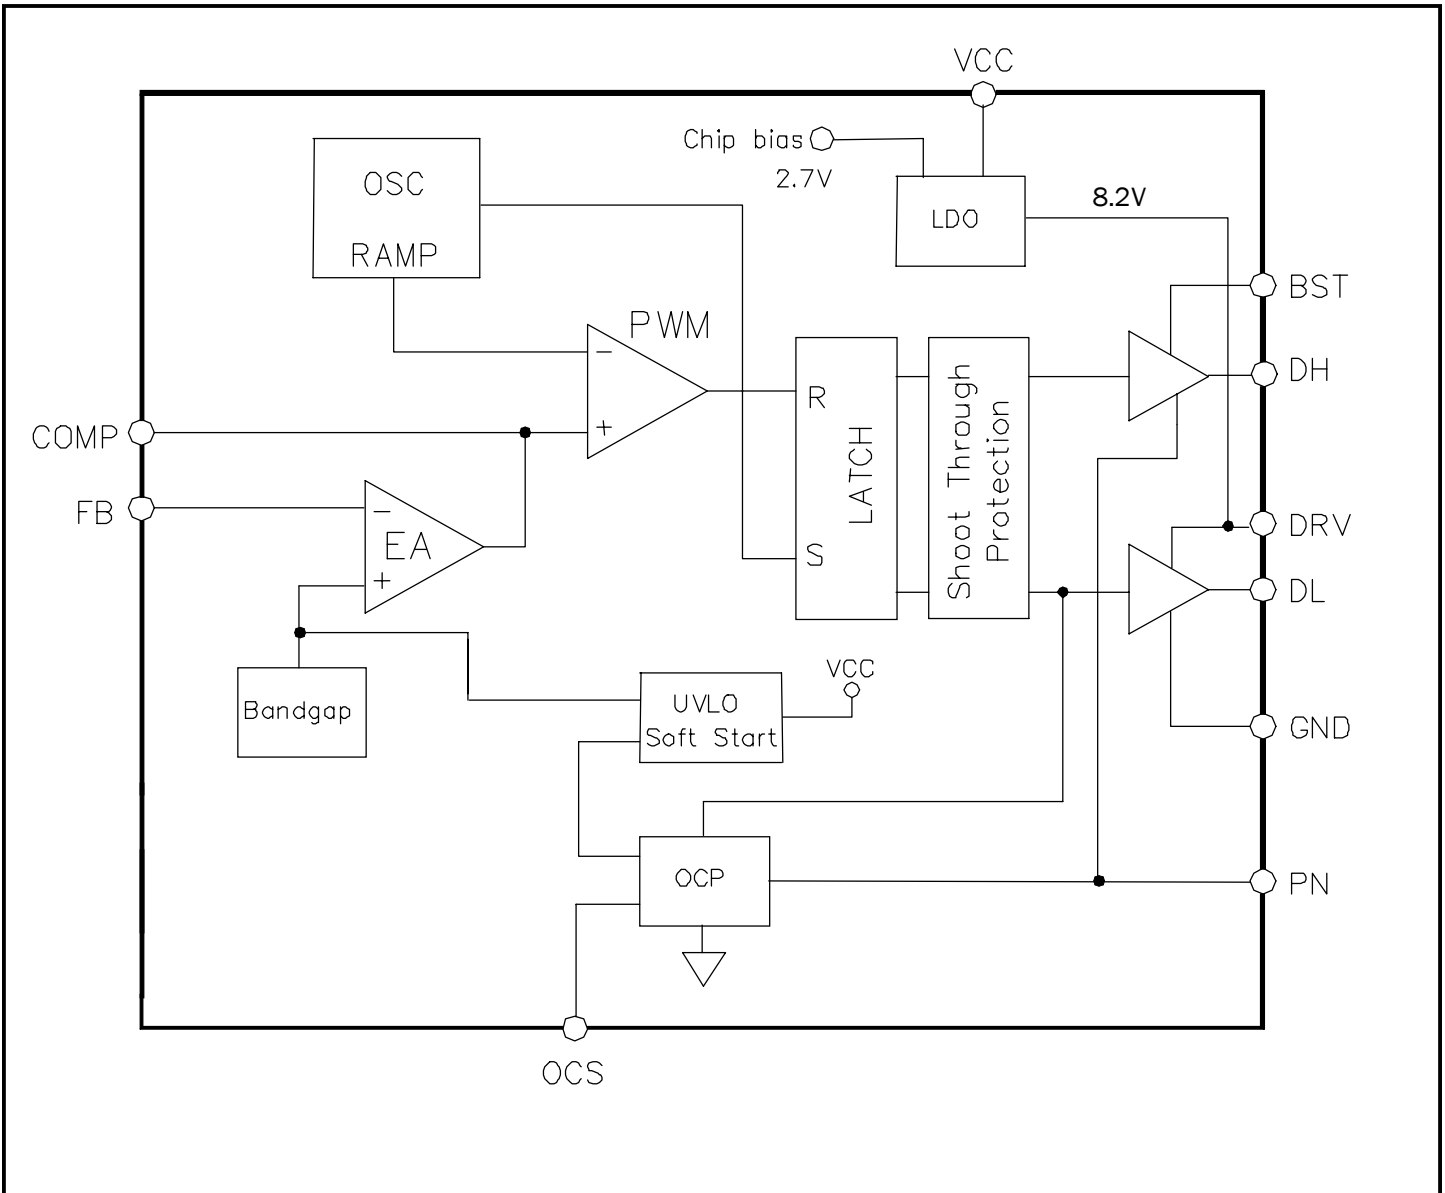 VCC
Chip bias
2.7V
OSC
RAMP
LDO
8.2V
BST
PWM
−
+
DH
R
S
LATCH
Shoot Through
Protection
COMP
FB
−
EA
+
DRV
DL
Bandgap
UVLO
Soft Start
VCC
GND
OCP
PN
OCS